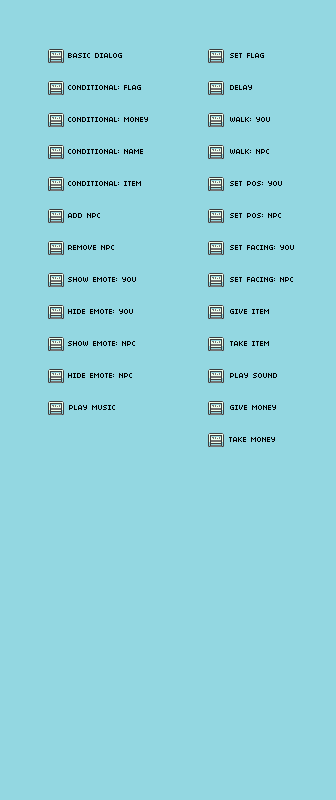 BASIC DIALOG
CONDITIONAL: FLAG
CONDITIONAL: MONEY
CONDITIONAL: NAME
CONDITIONAL: ITEM
ADD NPC
REMOVE NPC
SHOW EMOTE: YOU
HIDE EMOTE: YOU
SHOW EMOTE: NPC
HIDE EMOTE: NPC
PLAY MUSIC
SET FLAG
DELAY
WALK: YOU
WALK: NPC
SET POS: YOU
SET POS: NPC
SET FACING: YOU
SET FACING: NPC
GIVE ITEM
TAKE ITEM
PLAY SOUND
GIVE MONEY
TAKE MONEY